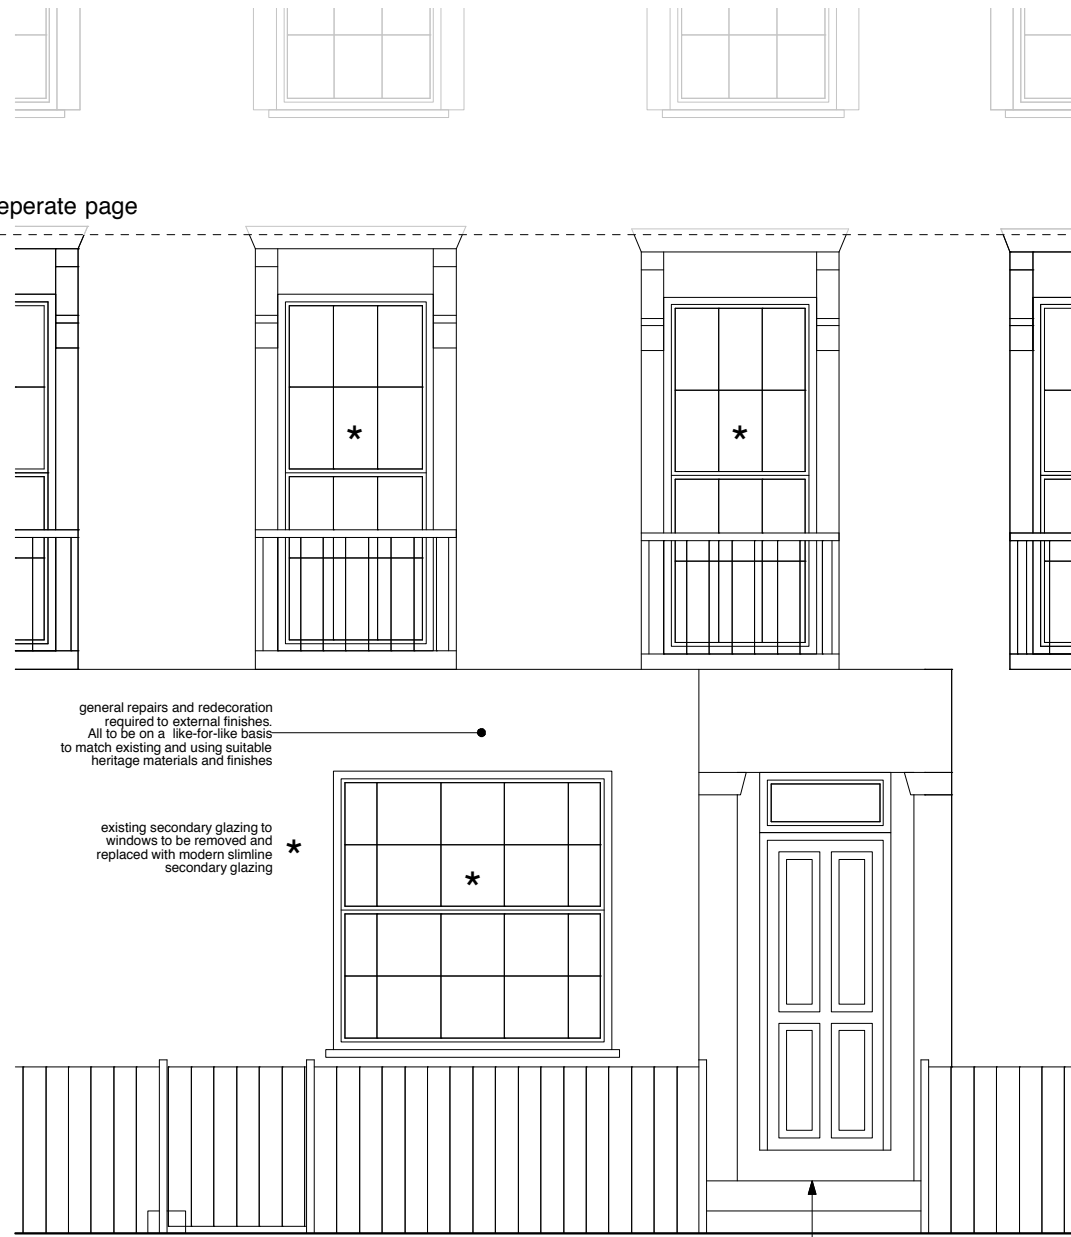 eperate page
general repairs and redecoration
required to external finishes.
All to be on a like-for-like basis
to match existing and using suitable
heritage materials and finishes
existing secondary glazing to
windows to be removed and
replaced with modern slimline
secondary glazing
*
*
*
*